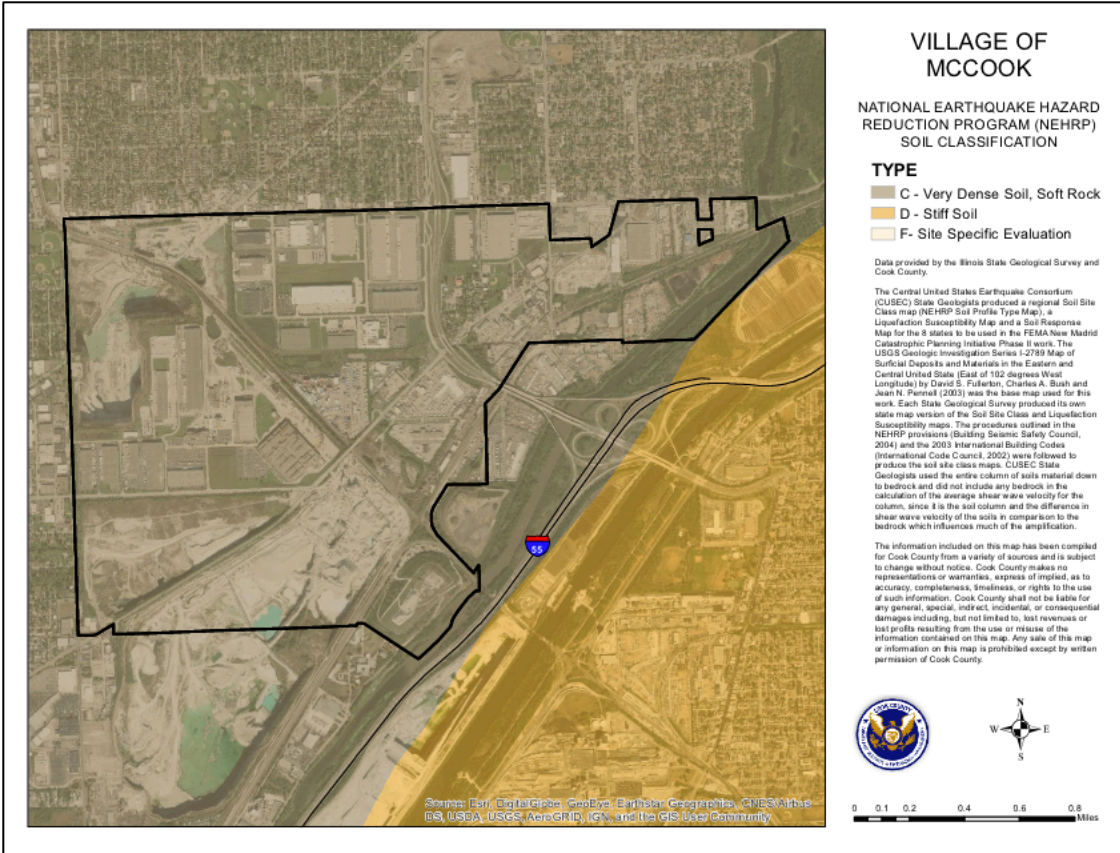 VILLAGE OF
MCCOOK
NATIONAL EARTHQUAKE HAZARD
REDUCTION PROGRAM (NEHRP)
SOIL CLASSIFICATION
TYPE
C - Very Dense Soil, Soft Rock
D - Stiff Soil
F- Site Specific Evaluation
Data provided by the Illinois State Geological Survey and
Cook County.
The Central United States Earthquake Consortium
(CUSEC) State Geologists produced a regional Soil Site
Class map (NEHRP Soil Profile Type Map), a
Liquefaction Susceptibility Map and a Soil Response
Map for the 8 states to be used in the FEMA New Madrid
Catastrophic Planning Initiative Phase II work. The
USGS Geologic Investigation Series I-2789 Map of
Surficial Deposits and Materials in the Eastern and
Central United State (East of 102 degrees West
Longitude) by David S. Fullerton, Charles A. Bush and
Jean N. Pennell (2003) was the base map used for this
work. Each State Geological Survey produced its own
state map version of the Soil Site Class and Liquefaction
Susceptibility maps. The procedures outlined in the
NEHRP provisions (Building Seismic Safety Council,
2004) and the 2003 International Building Codes
(International Code Council, 2002) were followed to
produce the soil site class maps. CUSEC State
Geologists used the entire column of soils material down
to bedrock and did not include any bedrock in the
calculation of the average shear wave velocity for the
column, since it is the soil column and the difference in
shear wave velocity of the soils in comparison to the
bedrock which influences much of the amplification.
The information included on this map has been compiled
for Cook County from a variety of sources and is subject
to change without notice. Cook County makes no
representations or warranties, express of implied, as to
accuracy, completeness, timeliness, or rights to the use
of such information. Cook County shall not be liable for
any general, special, indirect, incidental, or consequential
damages including, but not limited to, lost revenues or
lost profits resulting from the use or misuse of the
information contained on this map. Any sale of this map
or information on this map is prohibited except by written
permission of Cook County.
55
Source: Esri, DigitalGlobe, GeoEye, Earthstar Geographics, CNES/Airbus
DS, USDA, USGS, AeroGRID, IGN, and the GIS User Community
COOK COUNTY
N
W E
S
0 0.1 0.2 0.4 0.6 0.8
Miles